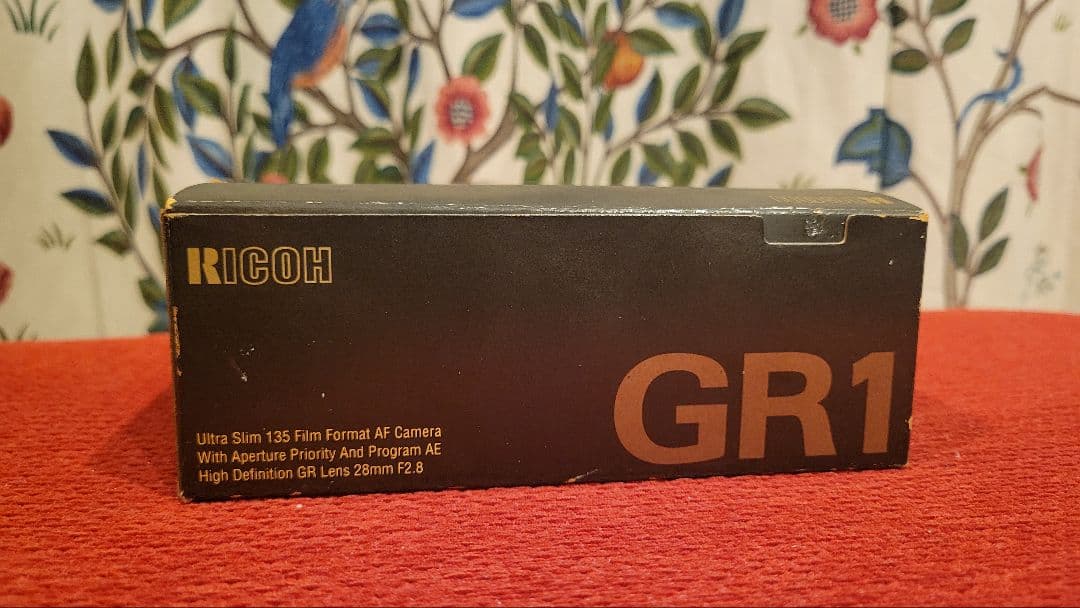 RICOH
GR1
Ultra Slim 135 Film Format AF Camera
With Aperture Priority And Program AE
High Definition GR Lens 28mm F2.8